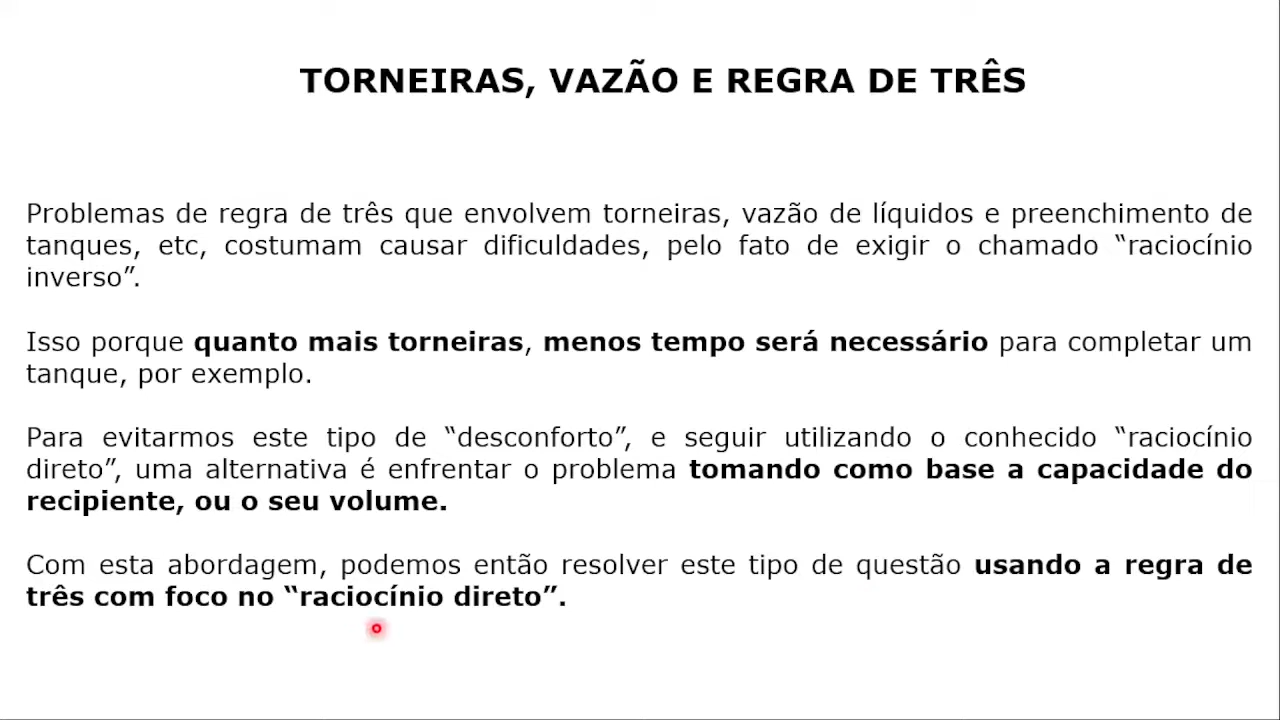 TORNEIRAS, VAZÃO E REGRA DE TRÊS
Problemas de regra de três que envolvem torneiras, vazão de líquidos e preenchimento de
tanques, etc, costumam causar dificuldades, pelo fato de exigir o chamado “raciocínio
inverso”.
Isso porque quanto mais torneiras, menos tempo será necessário para completar um
tanque, por exemplo.
Para evitarmos este tipo de “desconforto”, e seguir utilizando o conhecido “raciocínio
direto”, uma alternativa é enfrentar o problema tomando como base a capacidade do
recipiente, ou o seu volume.
Com esta abordagem, podemos então resolver este tipo de questão usando a regra de
três com foco no “raciocínio direto”.